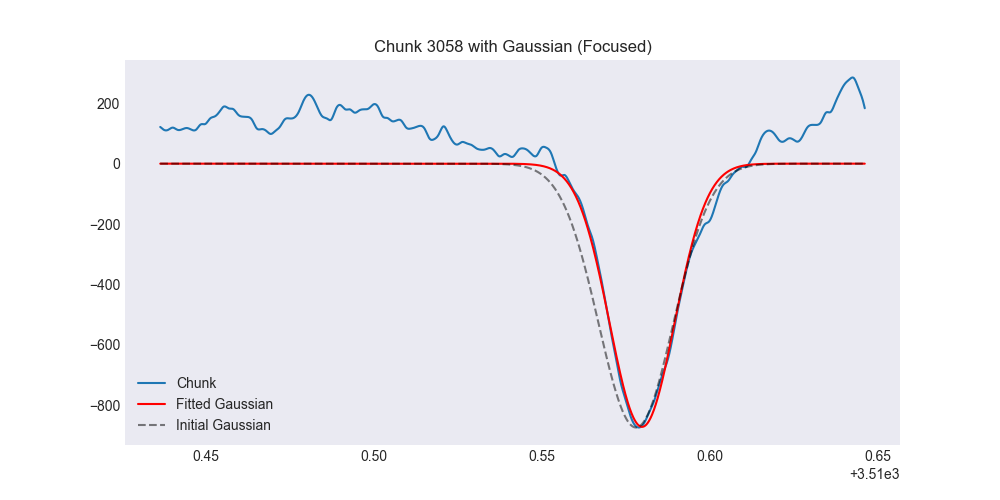 Chunk 3058 with Gaussian (Focused)
200
0
−200
−400
−600
−800
Chunk
Fitted Gaussian
Initial Gaussian
0.45 0.50 0.55 0.60 0.65
+3.51e3